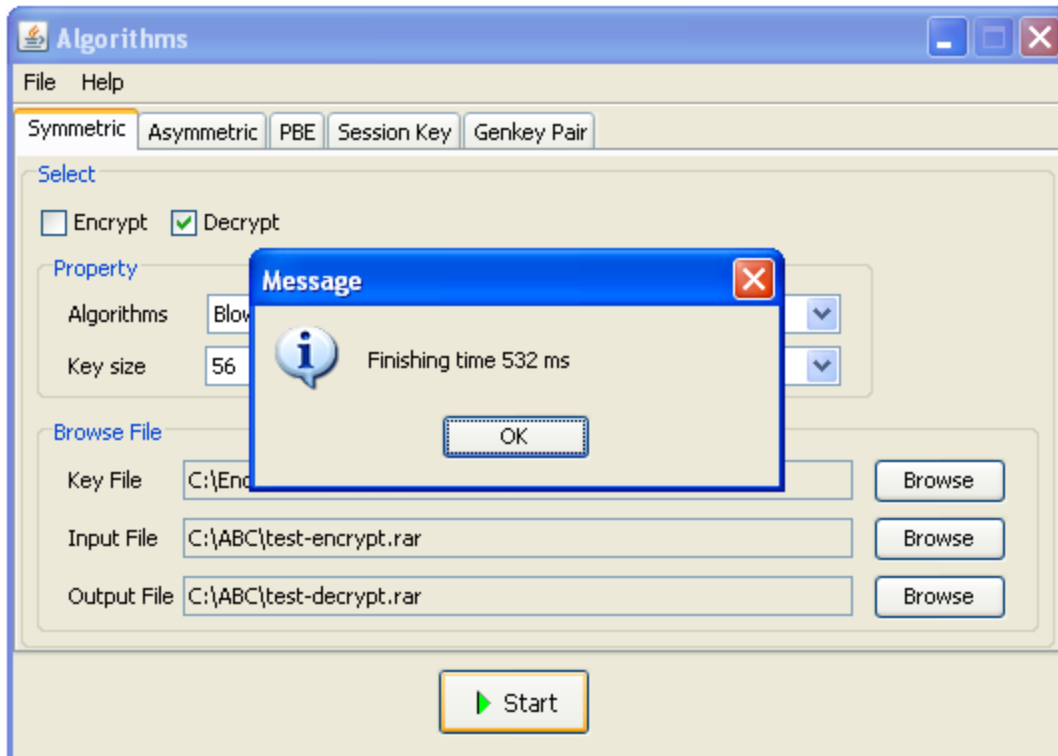 Algorithms
File Help
Symmetric Asymmetric PBE Session Key Genkey Pair
Select
Encrypt Decrypt
Property
Message
Algorithms
Finishing time 532 ms
Key size 56
OK
Browse File
Key File Browse
Input File C:\ABC\test-encrypt.rar Browse
Output File C:\ABC\test-decrypt.rar Browse
Start